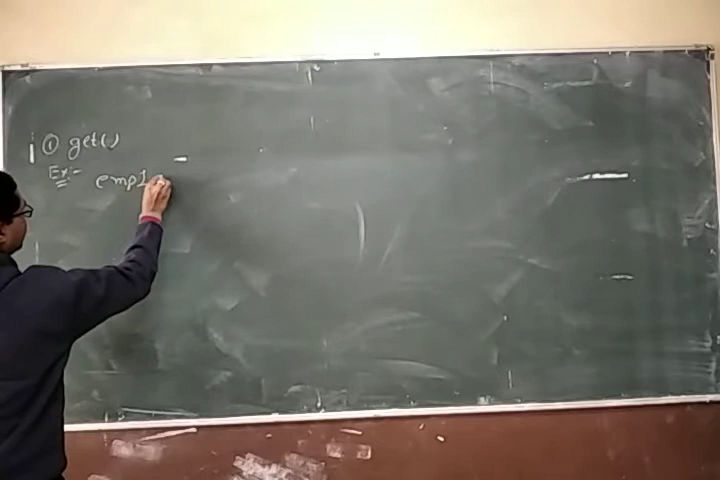 ① get()
Ex:- emp1